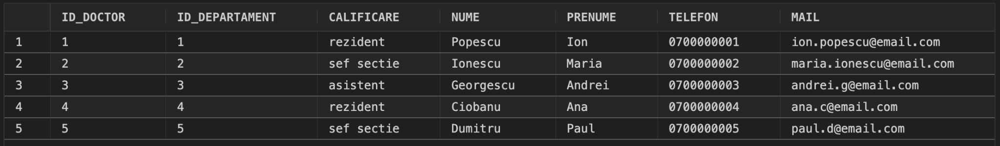 ID_DOCTOR ID_DEPARTAMENT CALIFICARE NUME PRENUME TELEFON MAIL
1 1 1 rezident Popescu Ion 0700000001 ion.popescu@email.com
2 2 2 sef sectie Ionescu Maria 0700000002 maria.ionescu@email.com
3 3 3 asistent Georgescu Andrei 0700000003 andrei.g@email.com
4 4 4 rezident Ciobanu Ana 0700000004 ana.c@email.com
5 5 5 sef sectie Dumitru Paul 0700000005 paul.d@email.com